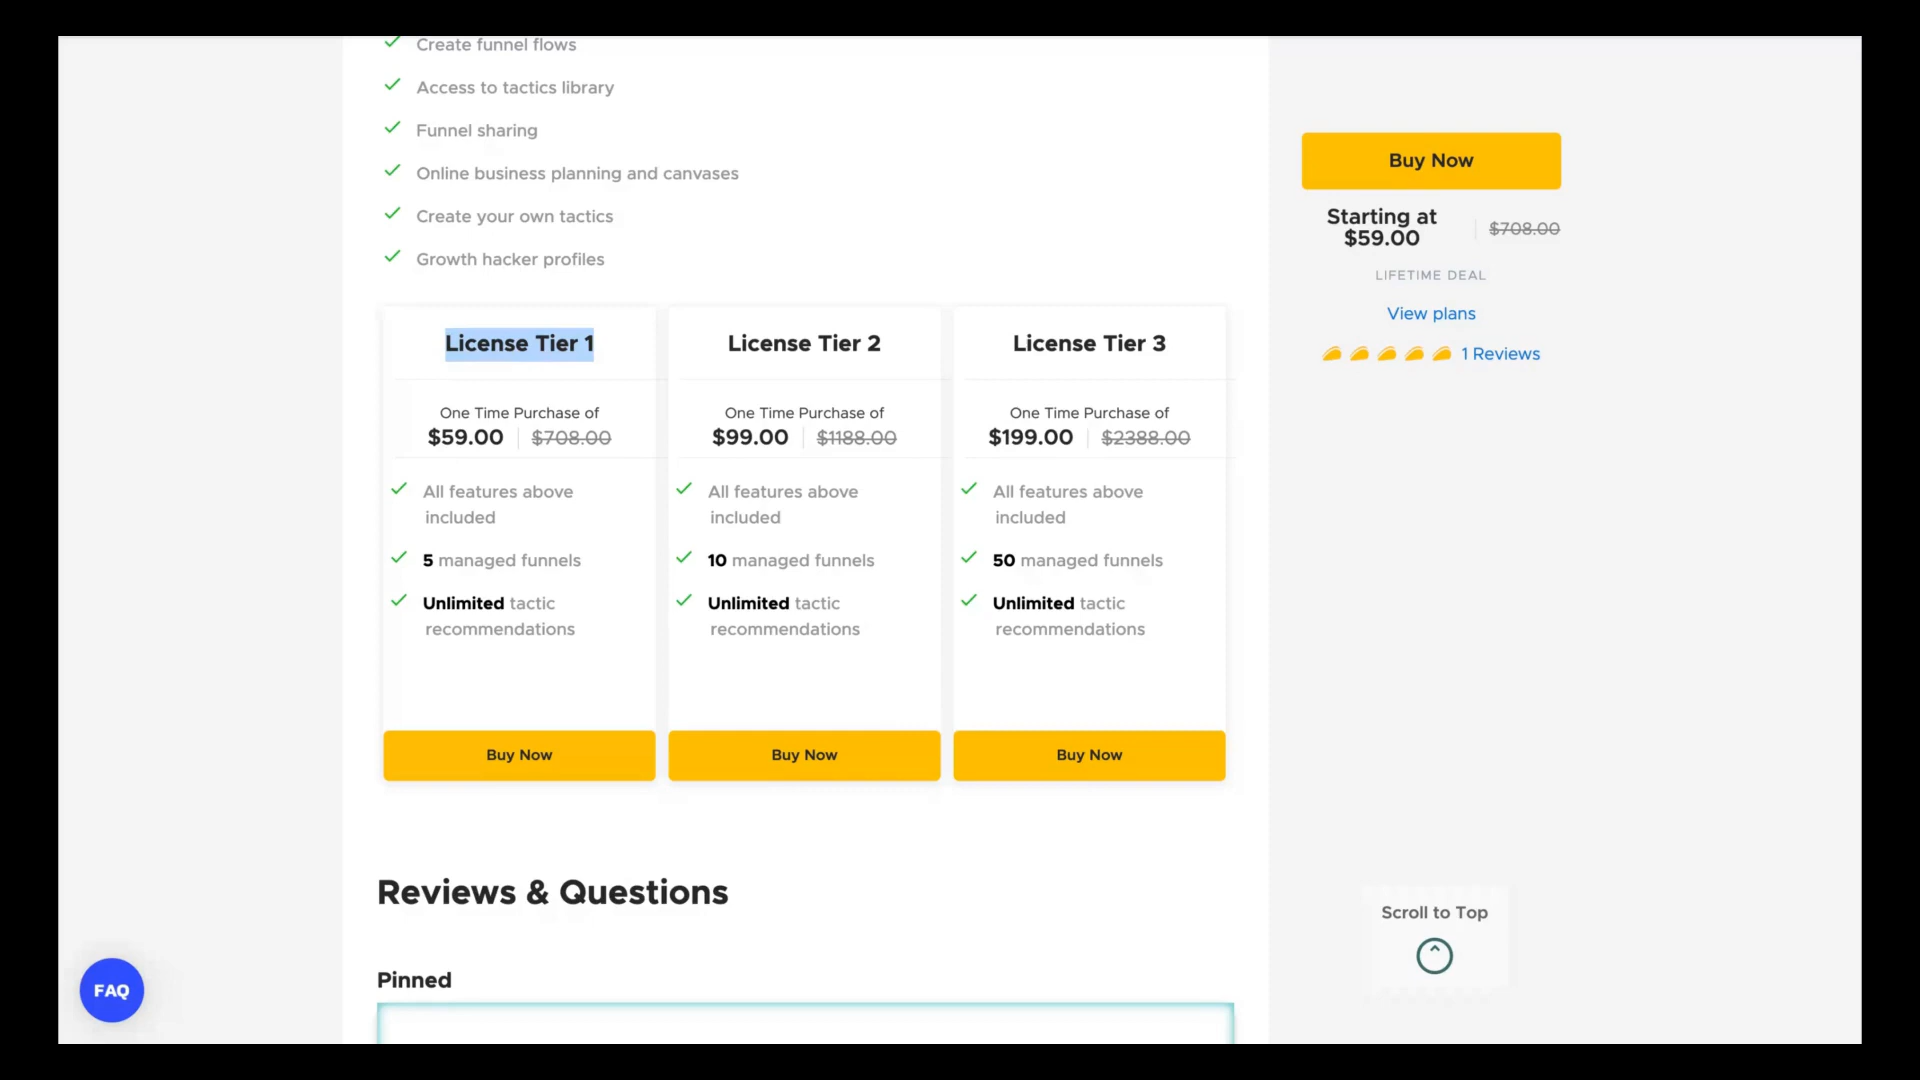 Create funnel flows
Access to tactics library
Funnel sharing
Online business planning and canvases
Create your own tactics
Growth hacker profiles
License Tier 1
One Time Purchase of
$59.00 $708.00
All features above
included
5 managed funnels
Unlimited tactic
recommendations
Buy Now
License Tier 2
One Time Purchase of
$99.00 $1188.00
All features above
included
10 managed funnels
Unlimited tactic
recommendations
Buy Now
License Tier 3
One Time Purchase of
$199.00 $2388.00
All features above
included
50 managed funnels
Unlimited tactic
recommendations
Buy Now
Buy Now
Starting at
$59.00
$708.00
LIFETIME DEAL
View plans
1 Reviews
Reviews & Questions
Pinned
Scroll to Top
FAQ